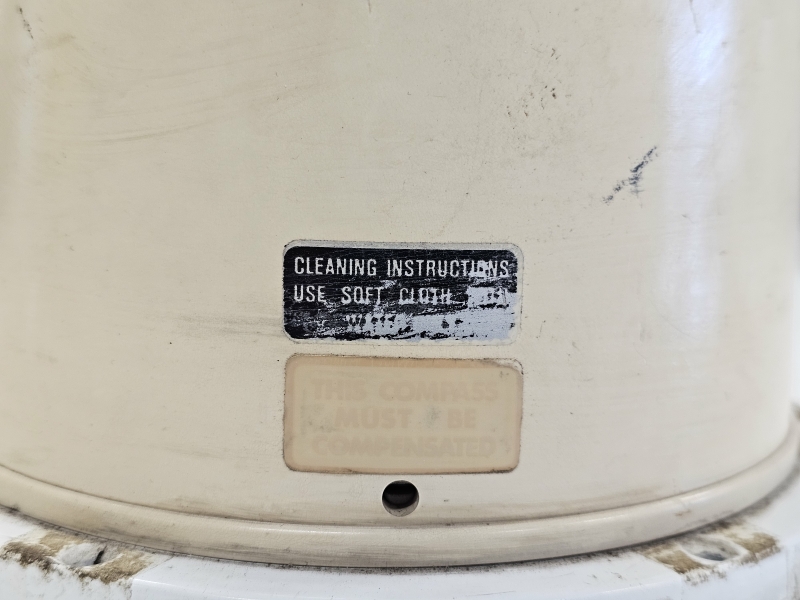 CLEANING INSTRUCTIONS
USE SOFT CLOTH
THIS COMPASS
MUST BE
COMPENSATED